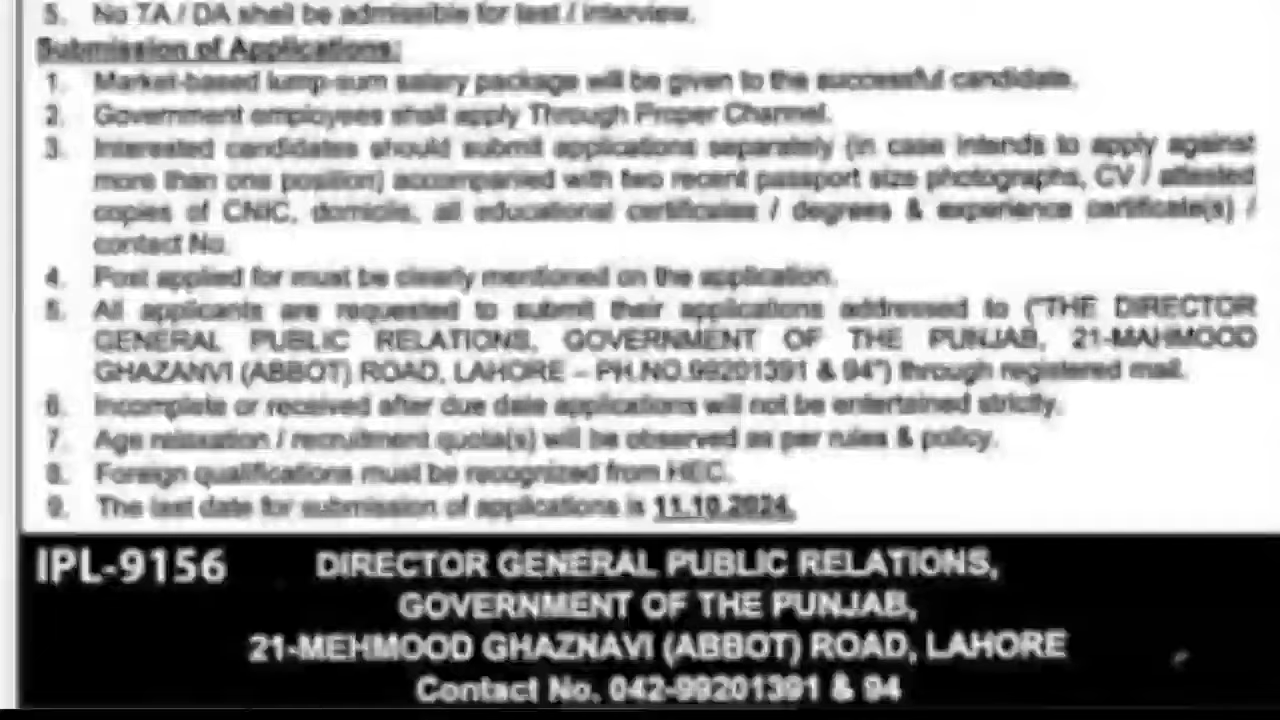 5. No TA / DA shall be admissible for test / interview.
Submission of Applications:
1. Market-based lump-sum salary package will be given to the successful candidate.
2. Government employees shall apply Through Proper Channel.
3. Interested candidates should submit applications separately (in case intends to apply against
more than one position) accompanied with two recent passport size photographs, CV / attested
copies of CNIC, domicile, all educational certificates / degrees & experience certificate(s) /
contact No.
4. Post applied for must be clearly mentioned on the application.
5. All applicants are requested to submit their applications addressed to ("THE DIRECTOR
GENERAL PUBLIC RELATIONS, GOVERNMENT OF THE PUNJAB, 21-MAHMOOD
GHAZANVI (ABBOT) ROAD, LAHORE – PH.NO.99201391 & 94") through registered mail.
6. Incomplete or received after due date applications will not be entertained strictly.
7. Age relaxation / recruitment quota(s) will be observed as per rules & policy.
8. Foreign qualifications must be recognized from HEC.
9. The last date for submission of applications is 11.10.2024.
IPL-9156
DIRECTOR GENERAL PUBLIC RELATIONS,
GOVERNMENT OF THE PUNJAB,
21-MEHMOOD GHAZNAVI (ABBOT) ROAD, LAHORE
Contact No. 042-99201391 & 94